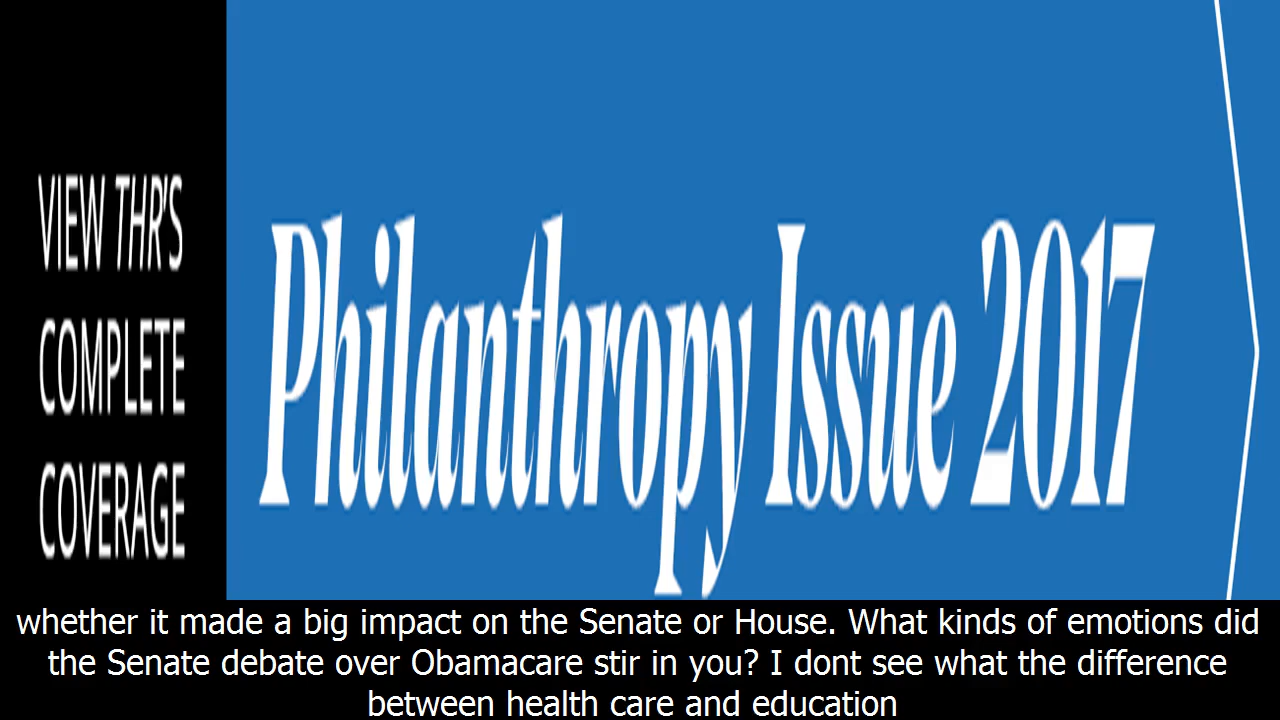 VIEW THR'S
COMPLETE
COVERAGE
Philanthropy Issue 2017
whether it made a big impact on the Senate or House. What kinds of emotions did
the Senate debate over Obamacare stir in you? I dont see what the difference
between health care and education